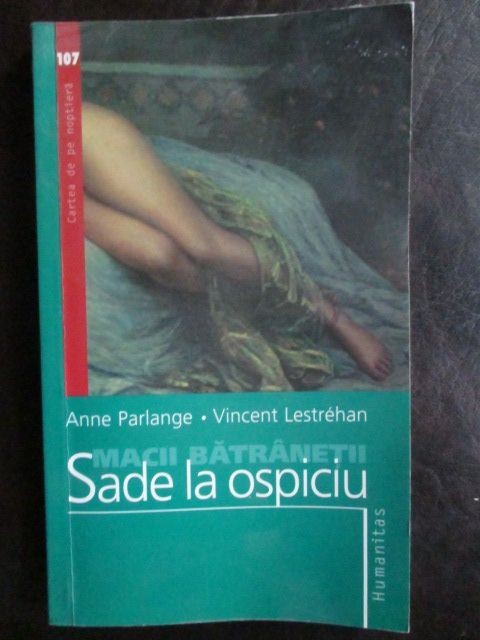 107
Cartea de pe noptieră
Anne Parlange • Vincent Lestréhan
MACII BĂTRÂNEȚII
Sade la ospiciu
Humanitas